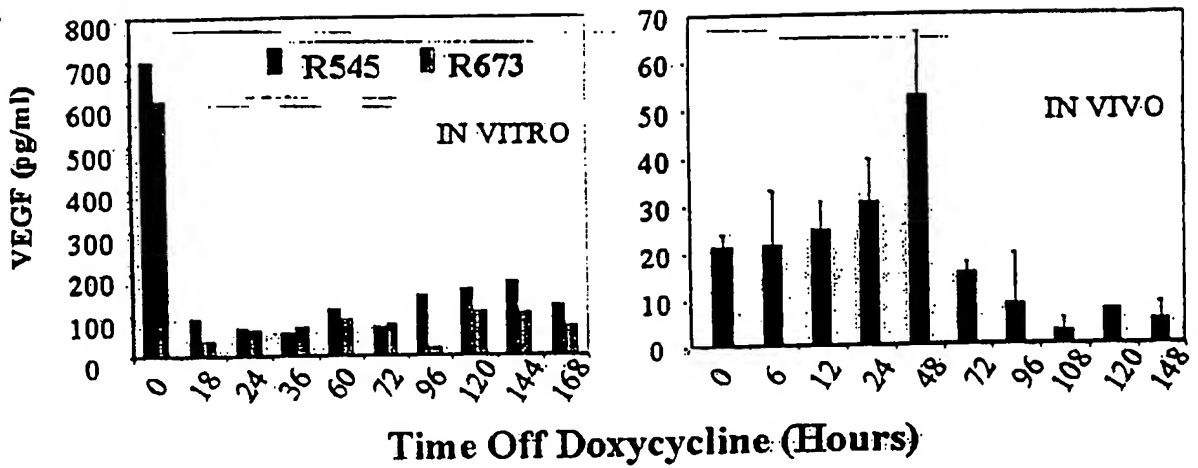 VEGF (pg/ml)
800
700
600
500
400
300
200
100
0
R545 R673
IN VITRO
0 18 24 36 60 72 96 120 144 168
70
60
50
40
30
20
10
0
IN VIVO
0 6 12 24 48 72 96 108 120 148
Time Off Doxycycline (Hours)